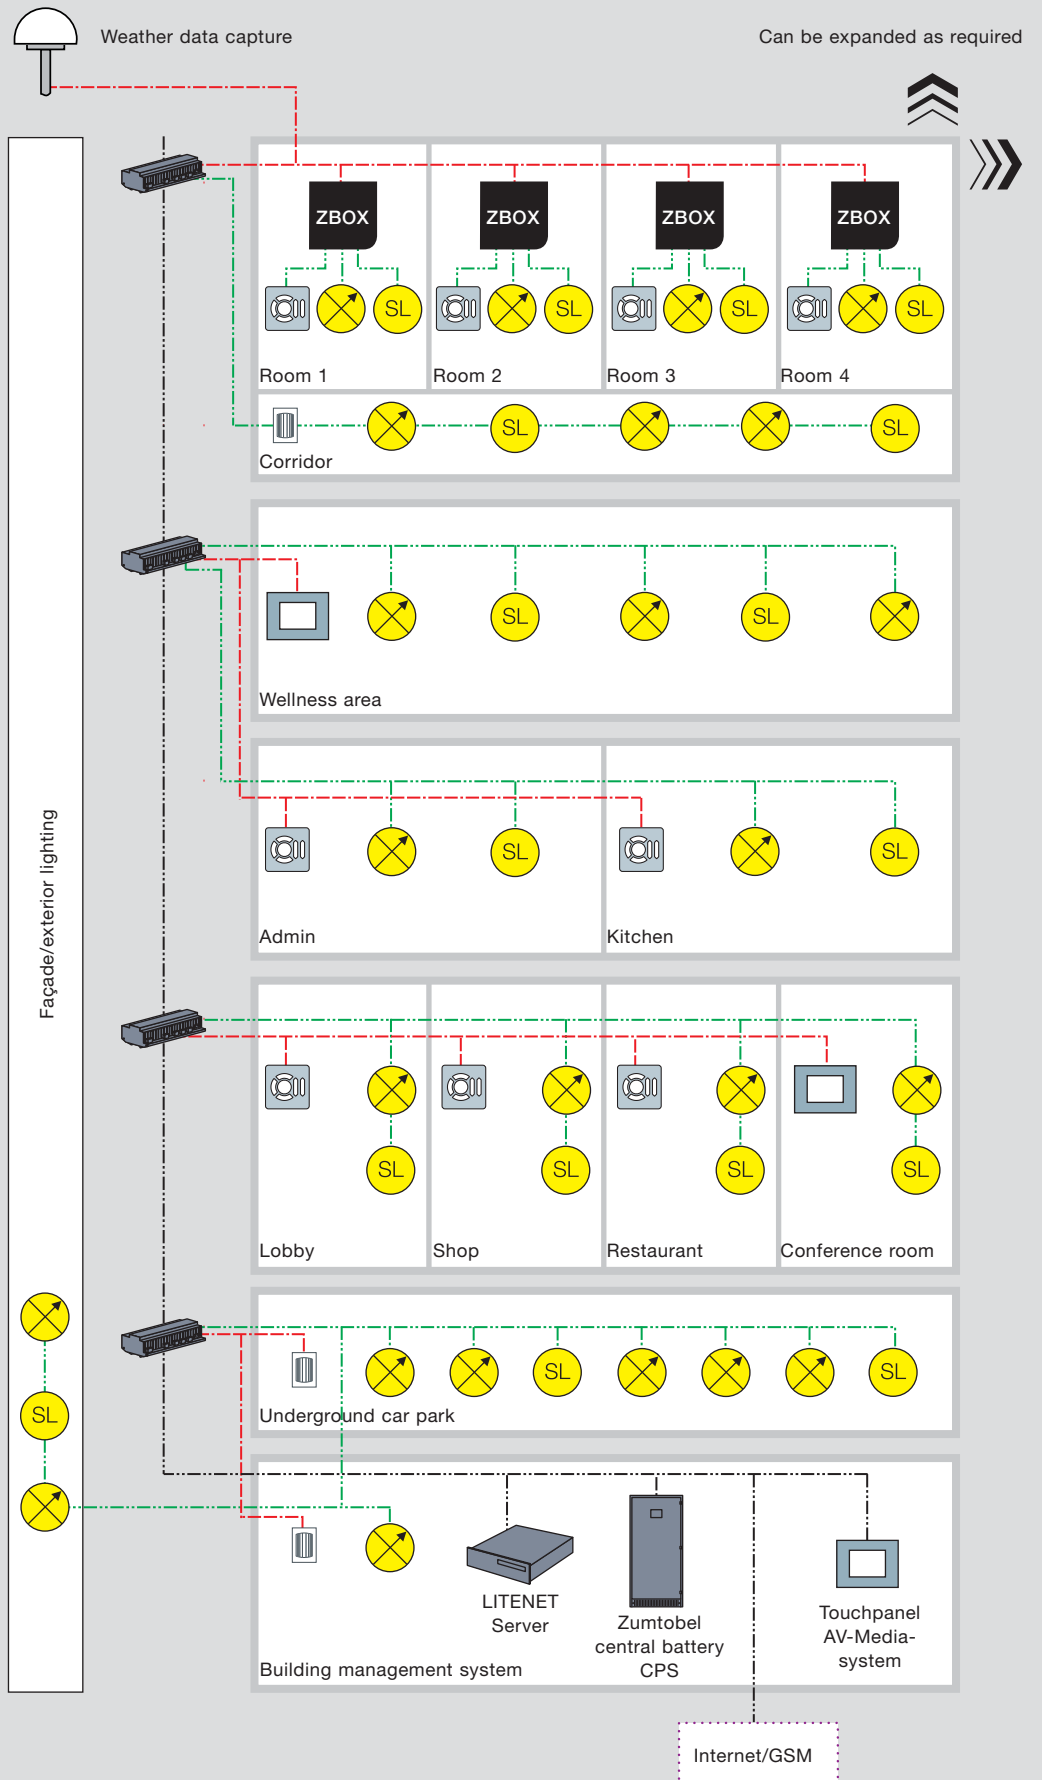 Weather data capture
Can be expanded as required
ZBOX
ZBOX
ZBOX
ZBOX
SL
SL
SL
SL
Room 1
Room 2
Room 3
Room 4
SL
SL
Corridor
SL
SL
Wellness area
SL
SL
Admin
Kitchen
Façade/exterior lighting
SL
SL
SL
SL
Lobby
Shop
Restaurant
Conference room
SL
SL
SL
Underground car park
LITENET
Server
Zumtobel
central battery
CPS
Touchpanel
AV-Media-
system
Building management system
Internet/GSM